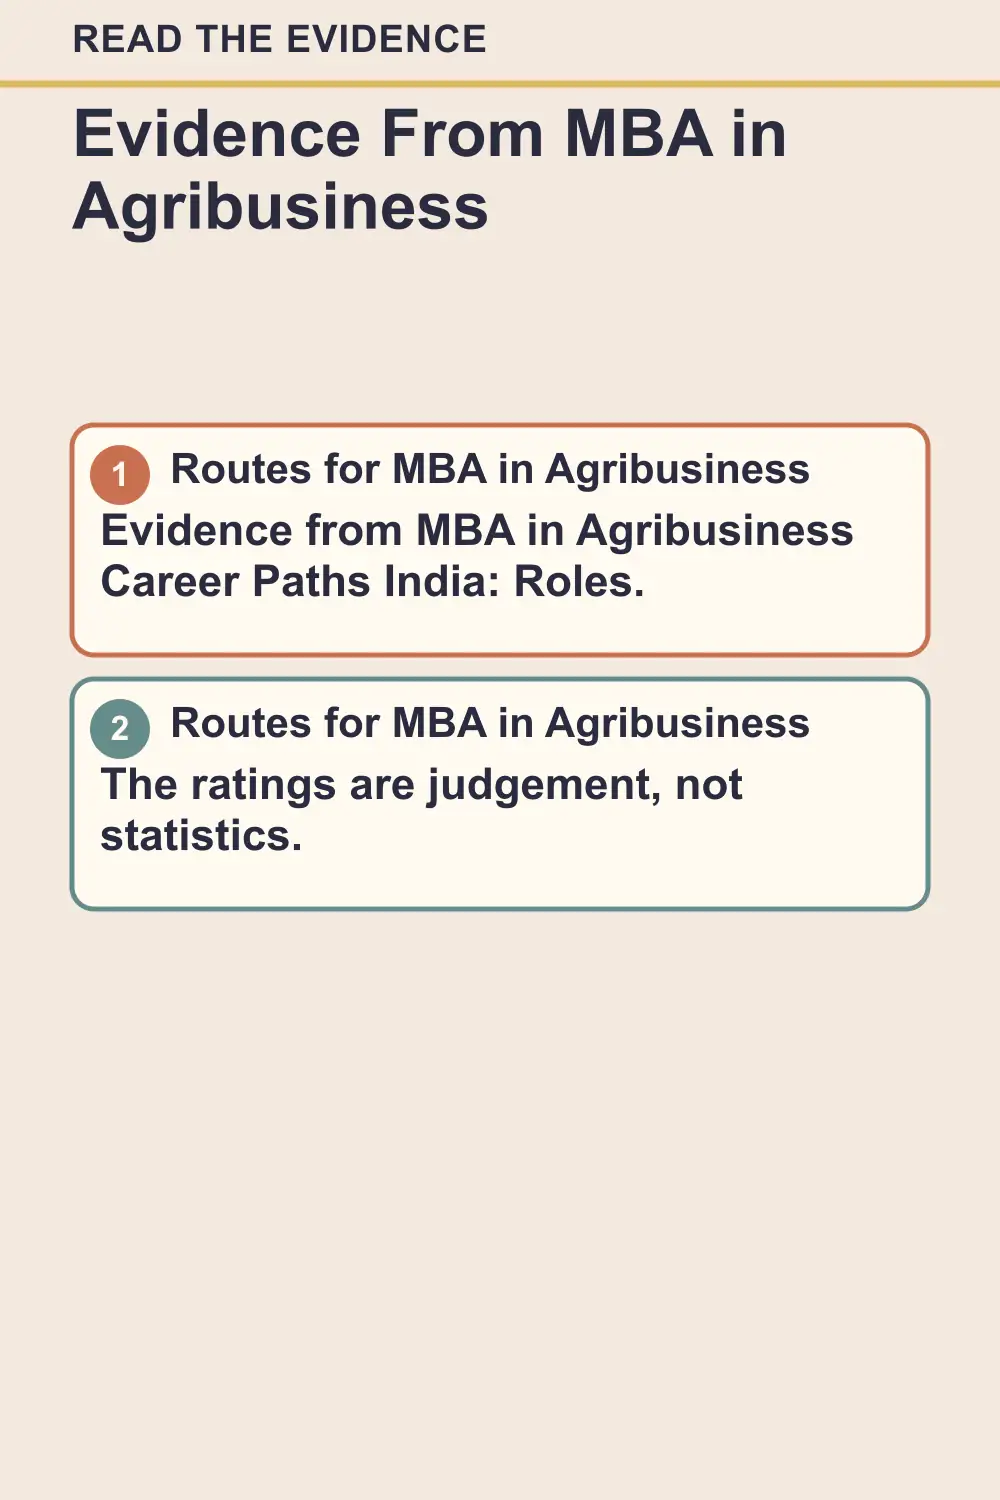 READ THE EVIDENCE
Evidence From MBA in
Agribusiness
1 Routes for MBA in Agribusiness
Evidence from MBA in Agribusiness
Career Paths India: Roles.
2 Routes for MBA in Agribusiness
The ratings are judgement, not
statistics.